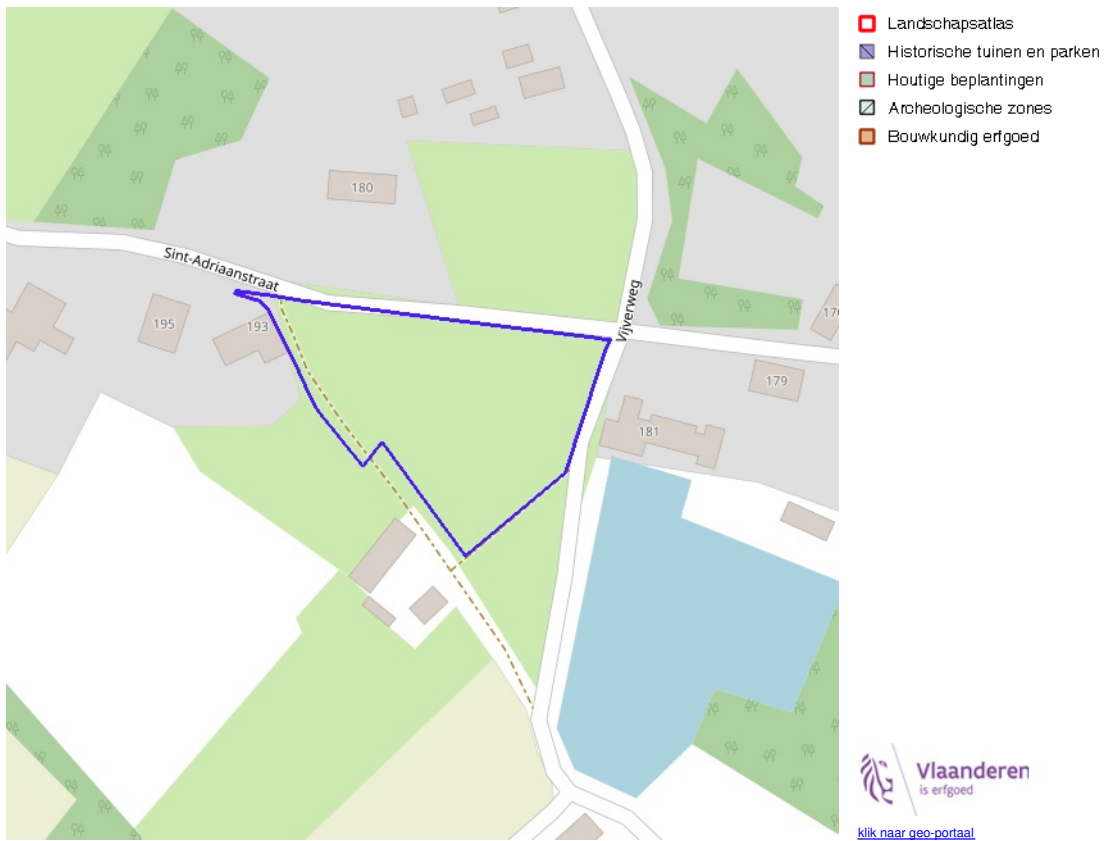 Landschapsatlas
Historische tuinen en parken
Houtige beplantingen
Archeologische zones
Bouwkundig erfgoed
180
Sint-Adriaanstraat
Vijverweg
195
193
179
181
Vlaanderen
is erfgoed
klik naar geo-portaal